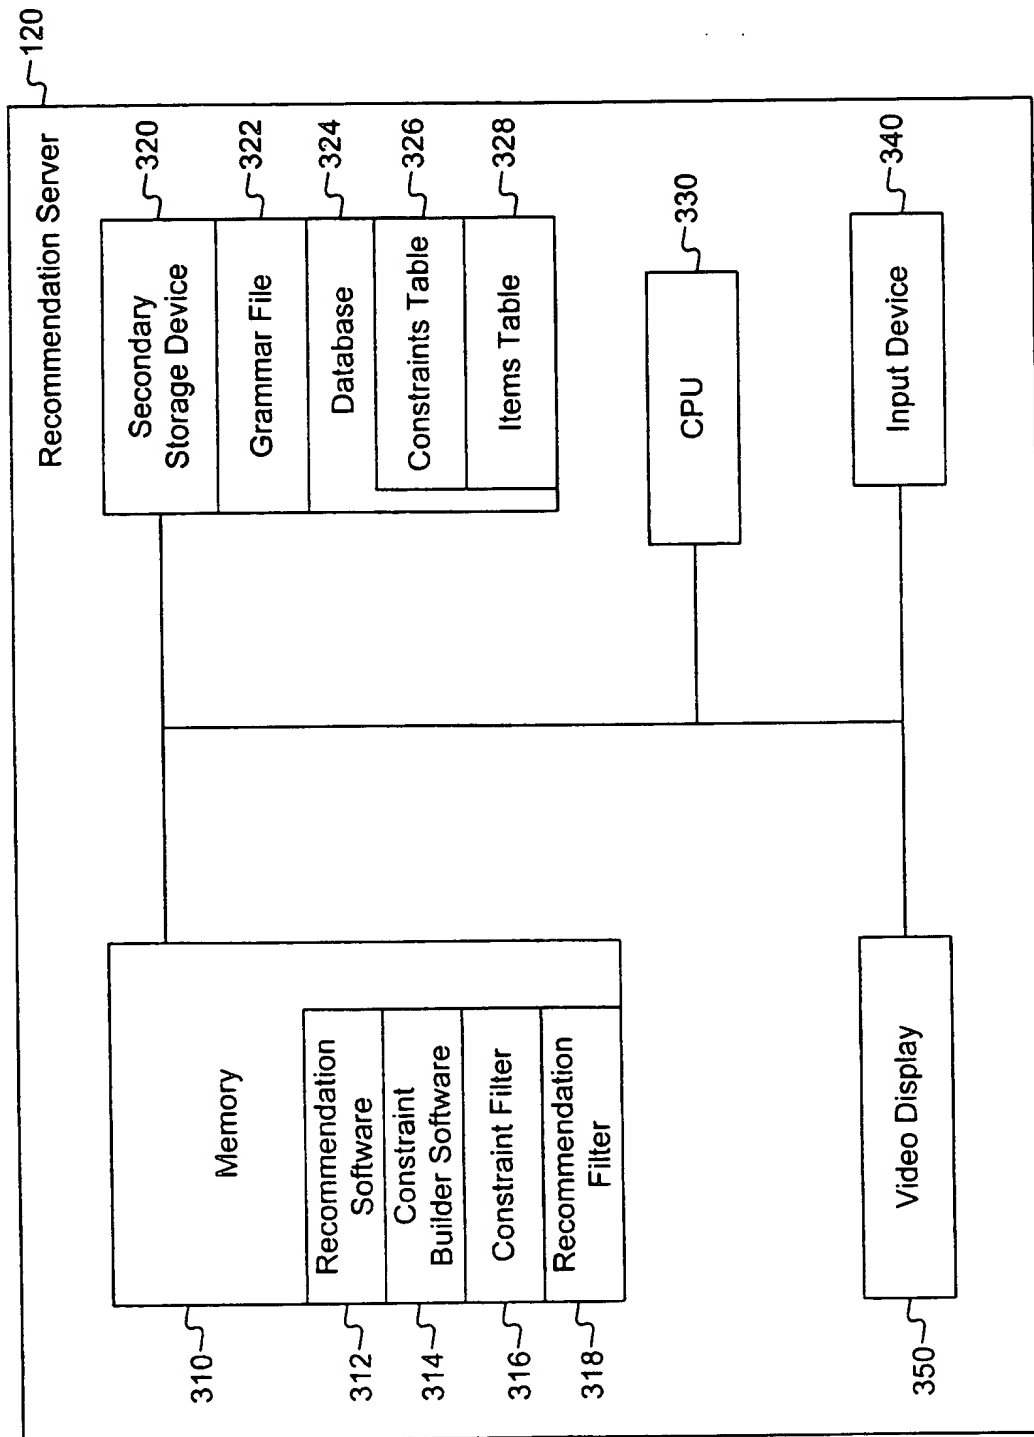 120
Recommendation Server
Memory
310
Recommendation
Software
312
Constraint
Builder Software
314
Constraint Filter
316
Recommendation
Filter
318
Secondary
Storage Device
320
Grammar File
322
Database
324
Constraints Table
326
Items Table
328
CPU
330
Video Display
350
Input Device
340